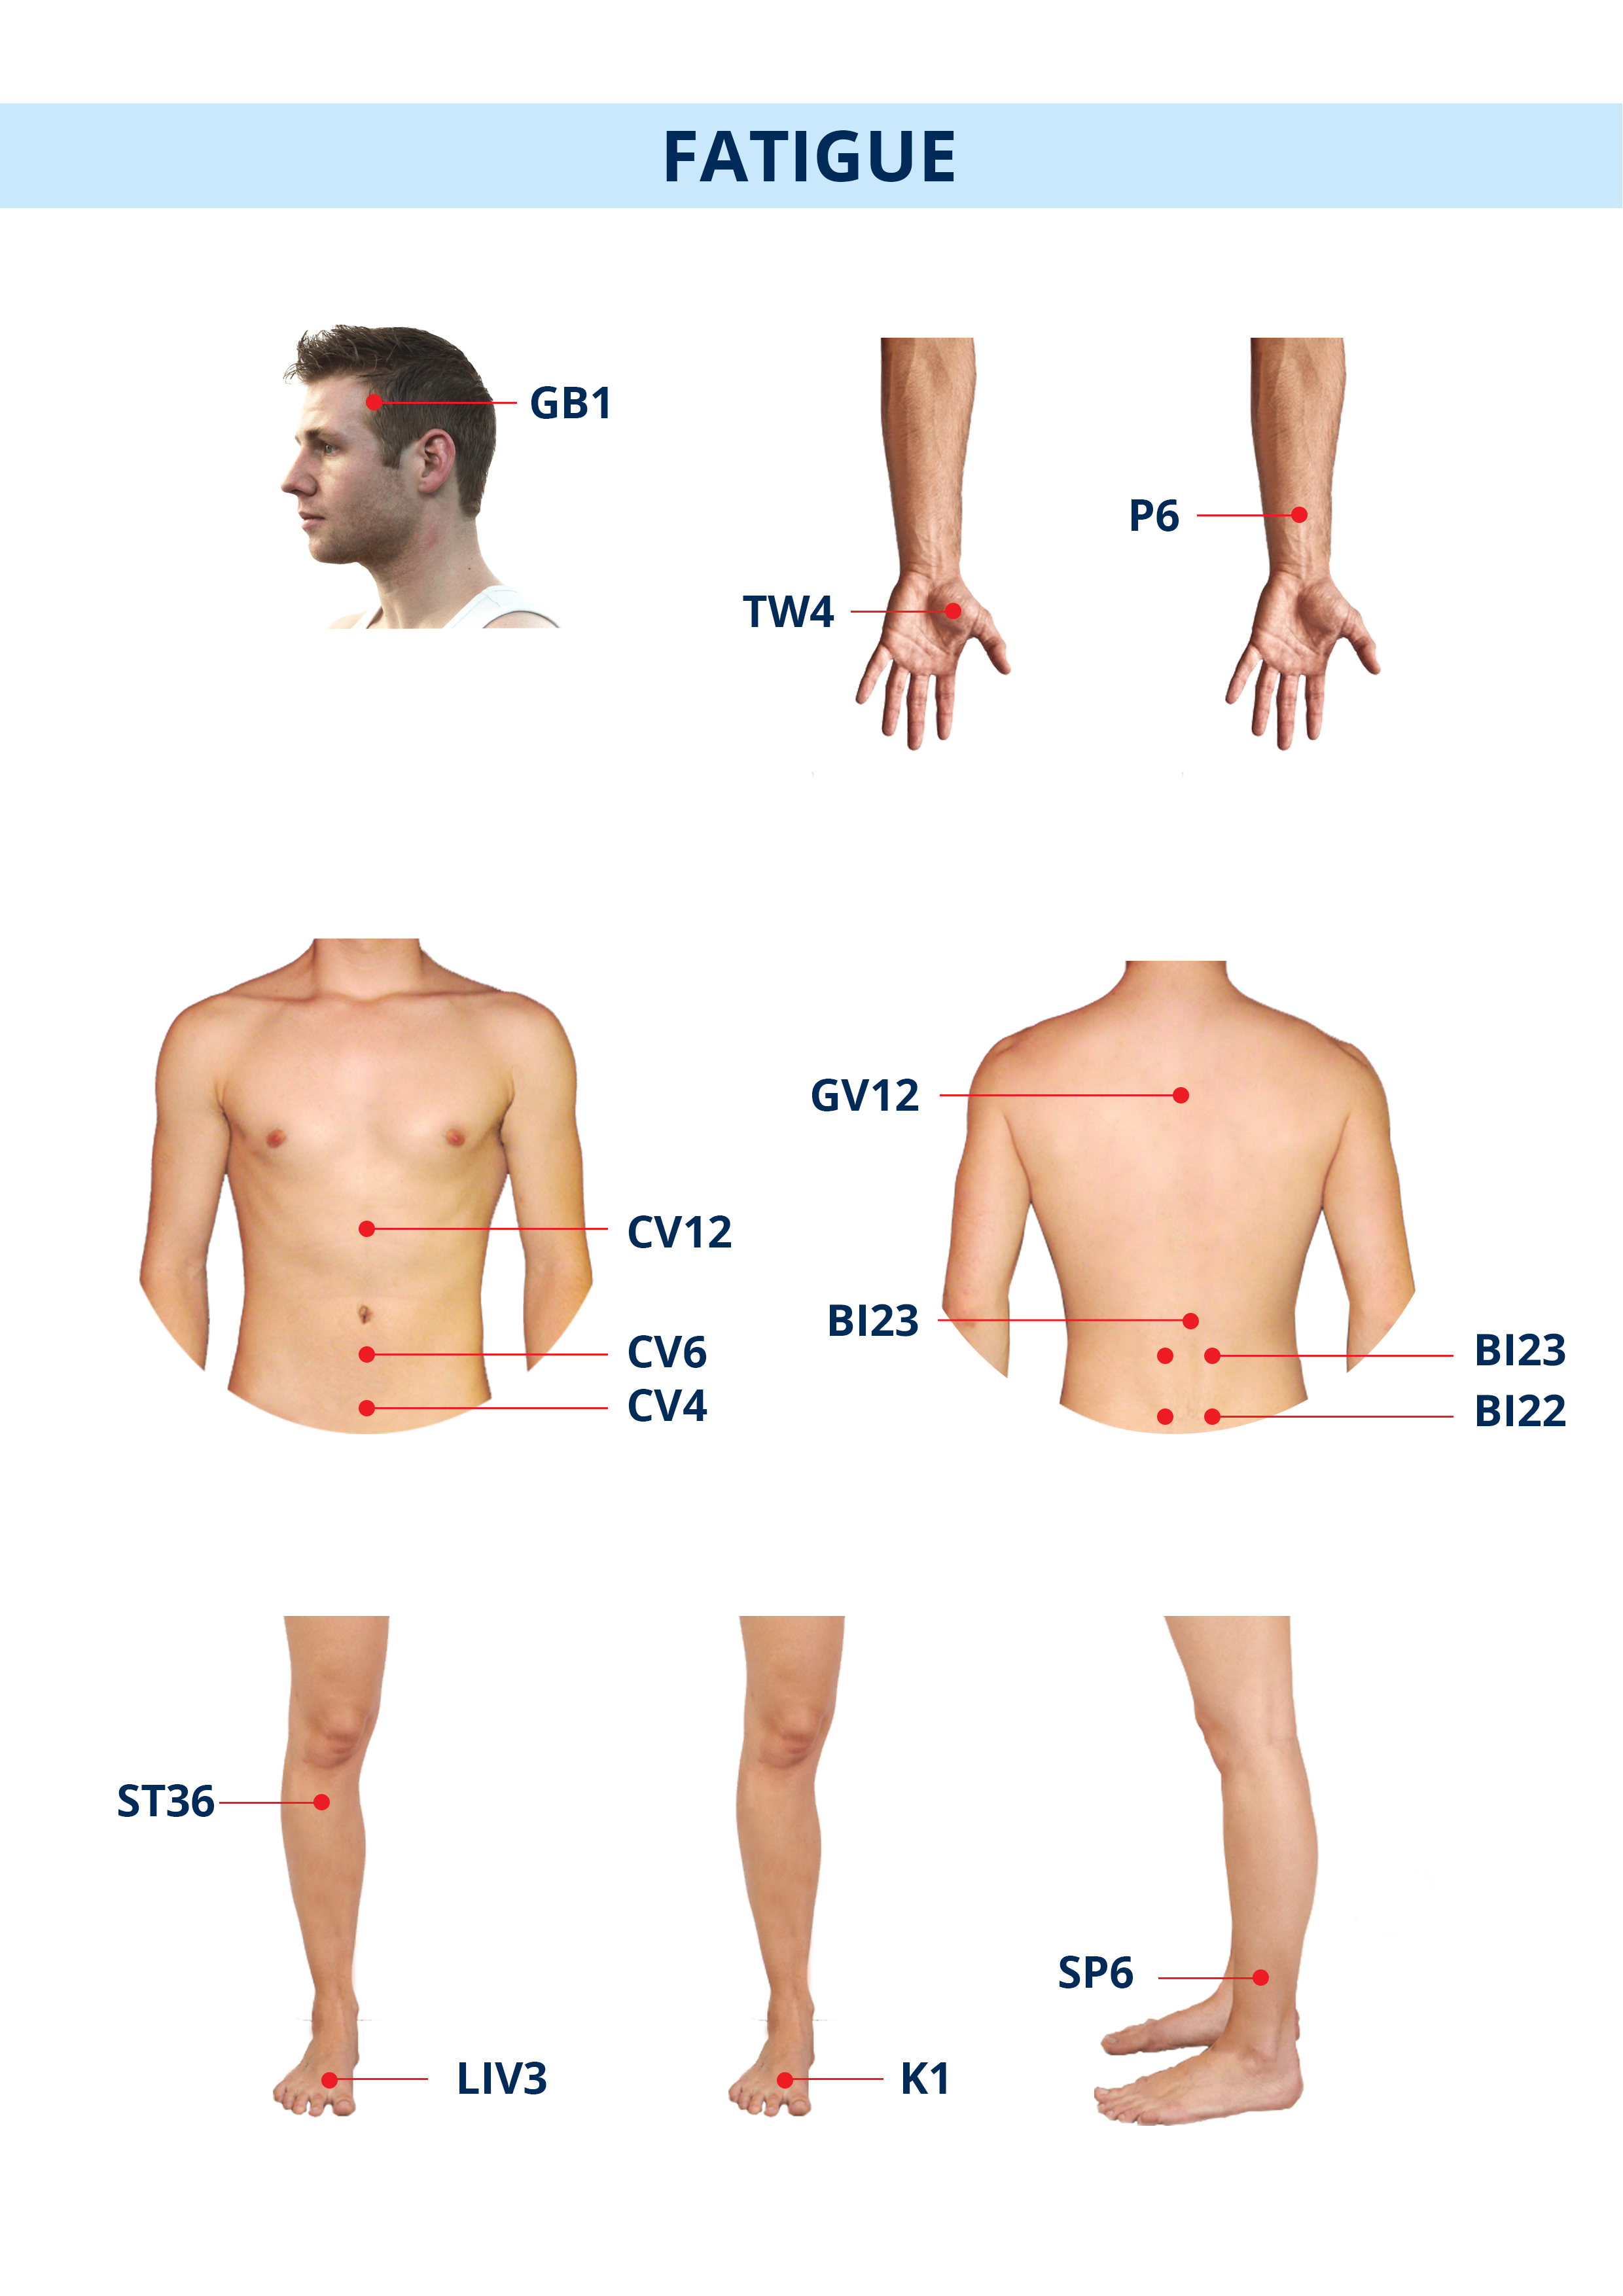 FATIGUE
GB1
P6
TW4
GV12
CV12
BI23
BI23
CV6
CV4
BI22
ST36
SP6
LIV3
K1